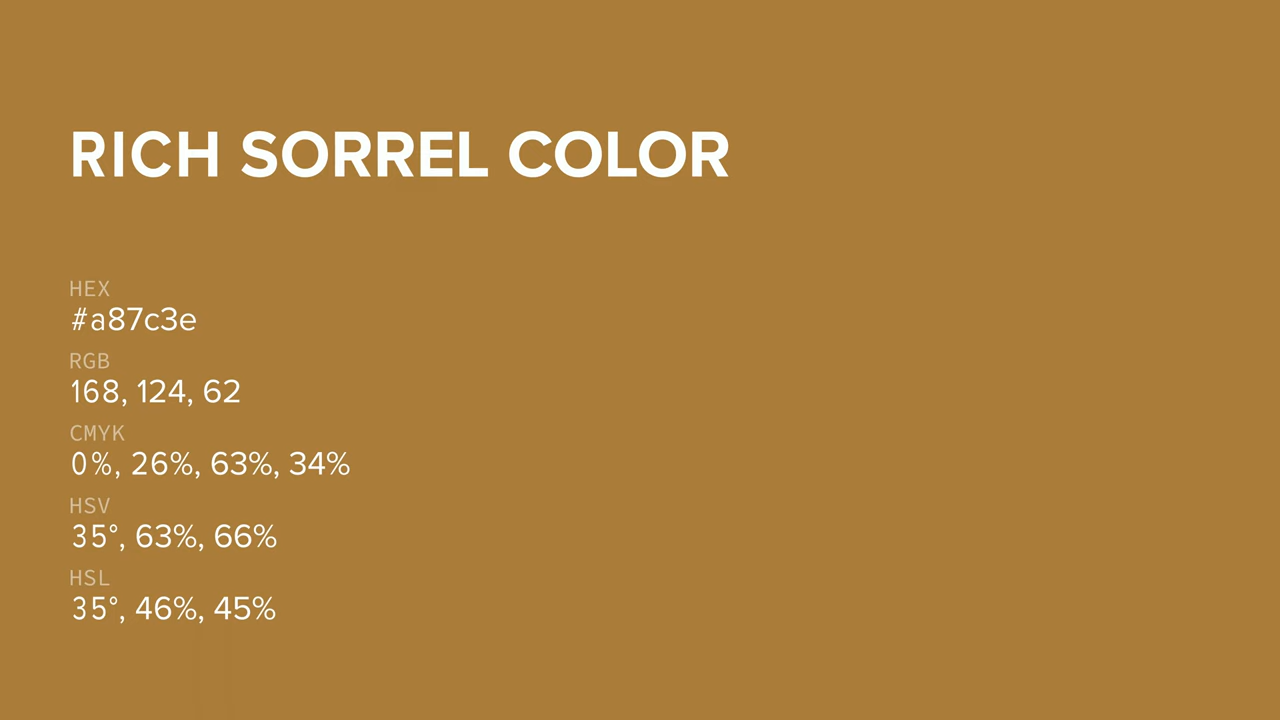 RICH SORREL COLOR
HEX
#a87c3e
RGB
168, 124, 62
CMYK
0%, 26%, 63%, 34%
HSV
35°, 63%, 66%
HSL
35°, 46%, 45%